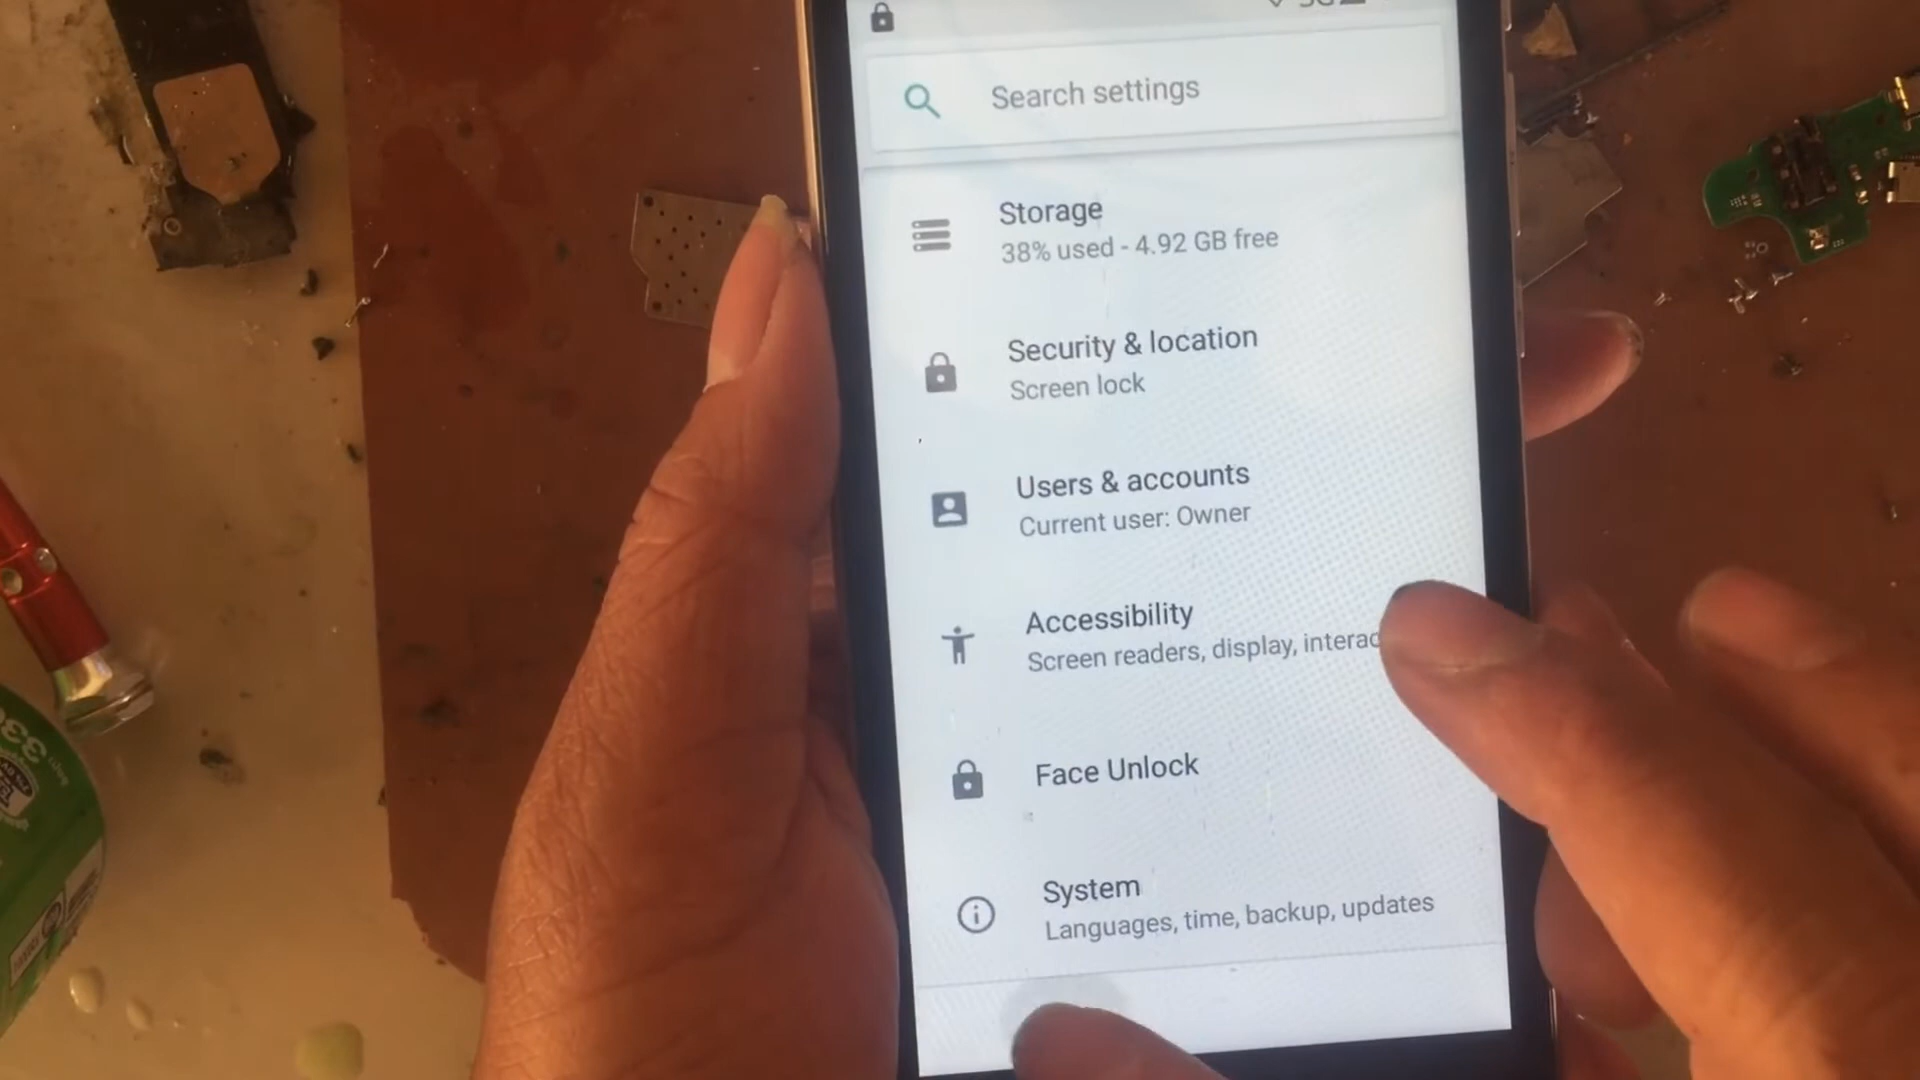 Search settings
Storage
38% used - 4.92 GB free
Security & location
Screen lock
Users & accounts
Current user: Owner
Accessibility
Screen readers, display, interac
Face Unlock
System
Languages, time, backup, updates